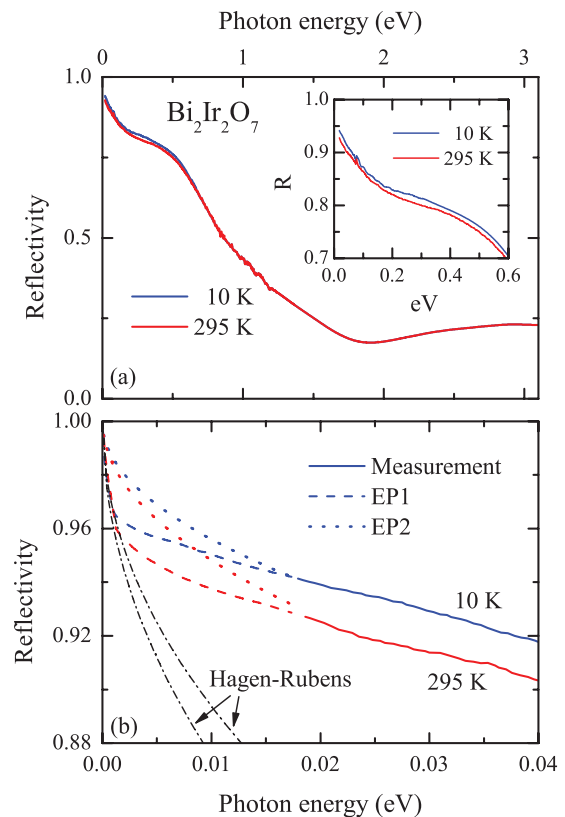 Photon energy (eV)
0 1 2 3
1.0
Bi₂Ir₂O₇
1.0
10 K
0.9
295 K
R
0.8
0.7
0.0 0.2 0.4 0.6
eV
Reflectivity
0.5
10 K
295 K
(a)
0.0
1.00
Measurement
EP1
EP2
0.96
10 K
Reflectivity
0.92
295 K
Hagen-Rubens
(b)
0.88
0.00 0.01 0.02 0.03 0.04
Photon energy (eV)